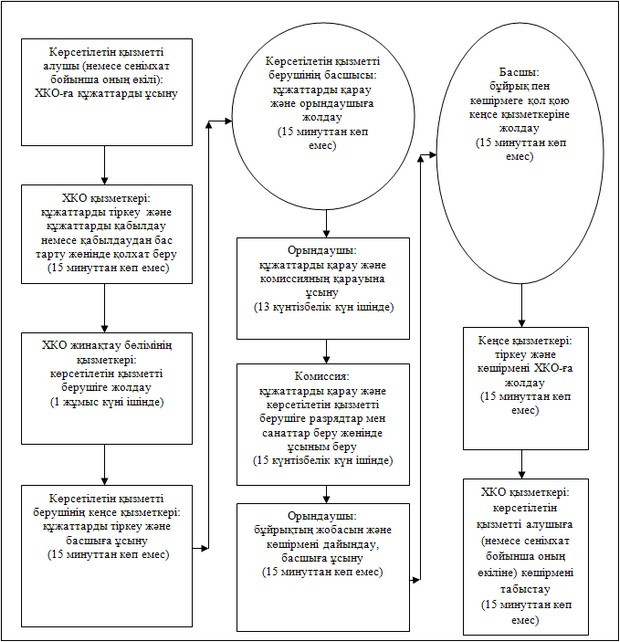 Көрсетілетін қызметті
алушы (немесе сенімхат
бойынша оның өкілі):
ХКО-ға құжаттарды ұсыну
ХКО қызметкері:
құжаттарды тіркеу және
құжаттарды қабылдау
немесе қабылдаудан бас
тарту жөнінде қолхат беру
(15 минуттан көп емес)
ХКО жинақтау бөлімінің
қызметкері:
көрсетілетін қызметті
берушіге жолдау
(1 жұмыс күні ішінде)
Көрсетілетін қызметті
берушінің кеңсе қызметкері:
құжаттарды тіркеу және
басшыға ұсыну
(15 минуттан көп емес)
Көрсетілетін қызметті
берушінің басшысы:
құжаттарды қарау
және орындаушыға
жолдау
(15 минуттан көп
емес)
Орындаушы:
құжаттарды қарау және
комиссияның қарауына
ұсыну
(13 күнтізбелік күн ішінде)
Комиссия:
құжаттарды қарау және
көрсетілетін қызметті
берушіге разрядтар мен
санаттар беру жөнінде
ұсыным беру
(15 күнтізбелік күн ішінде)
Орындаушы:
бұйрықтың жобасын және
көшірмені дайындау,
басшыға ұсыну
(15 минуттан көп емес)
Басшы:
бұйрық пен
көшірмеге қол қою
кеңсе қызметкеріне
жолдау
(15 минуттан көп
емес)
Кеңсе қызметкері:
тіркеу және
көшірмені ХКО-ға
жолдау
(15 минуттан көп
емес)
ХКО қызметкері:
көрсетілетін
қызметті алушыға
(немесе сенімхат
бойынша оның
өкіліне) көшірмені
табыстау
(15 минуттан көп
емес)